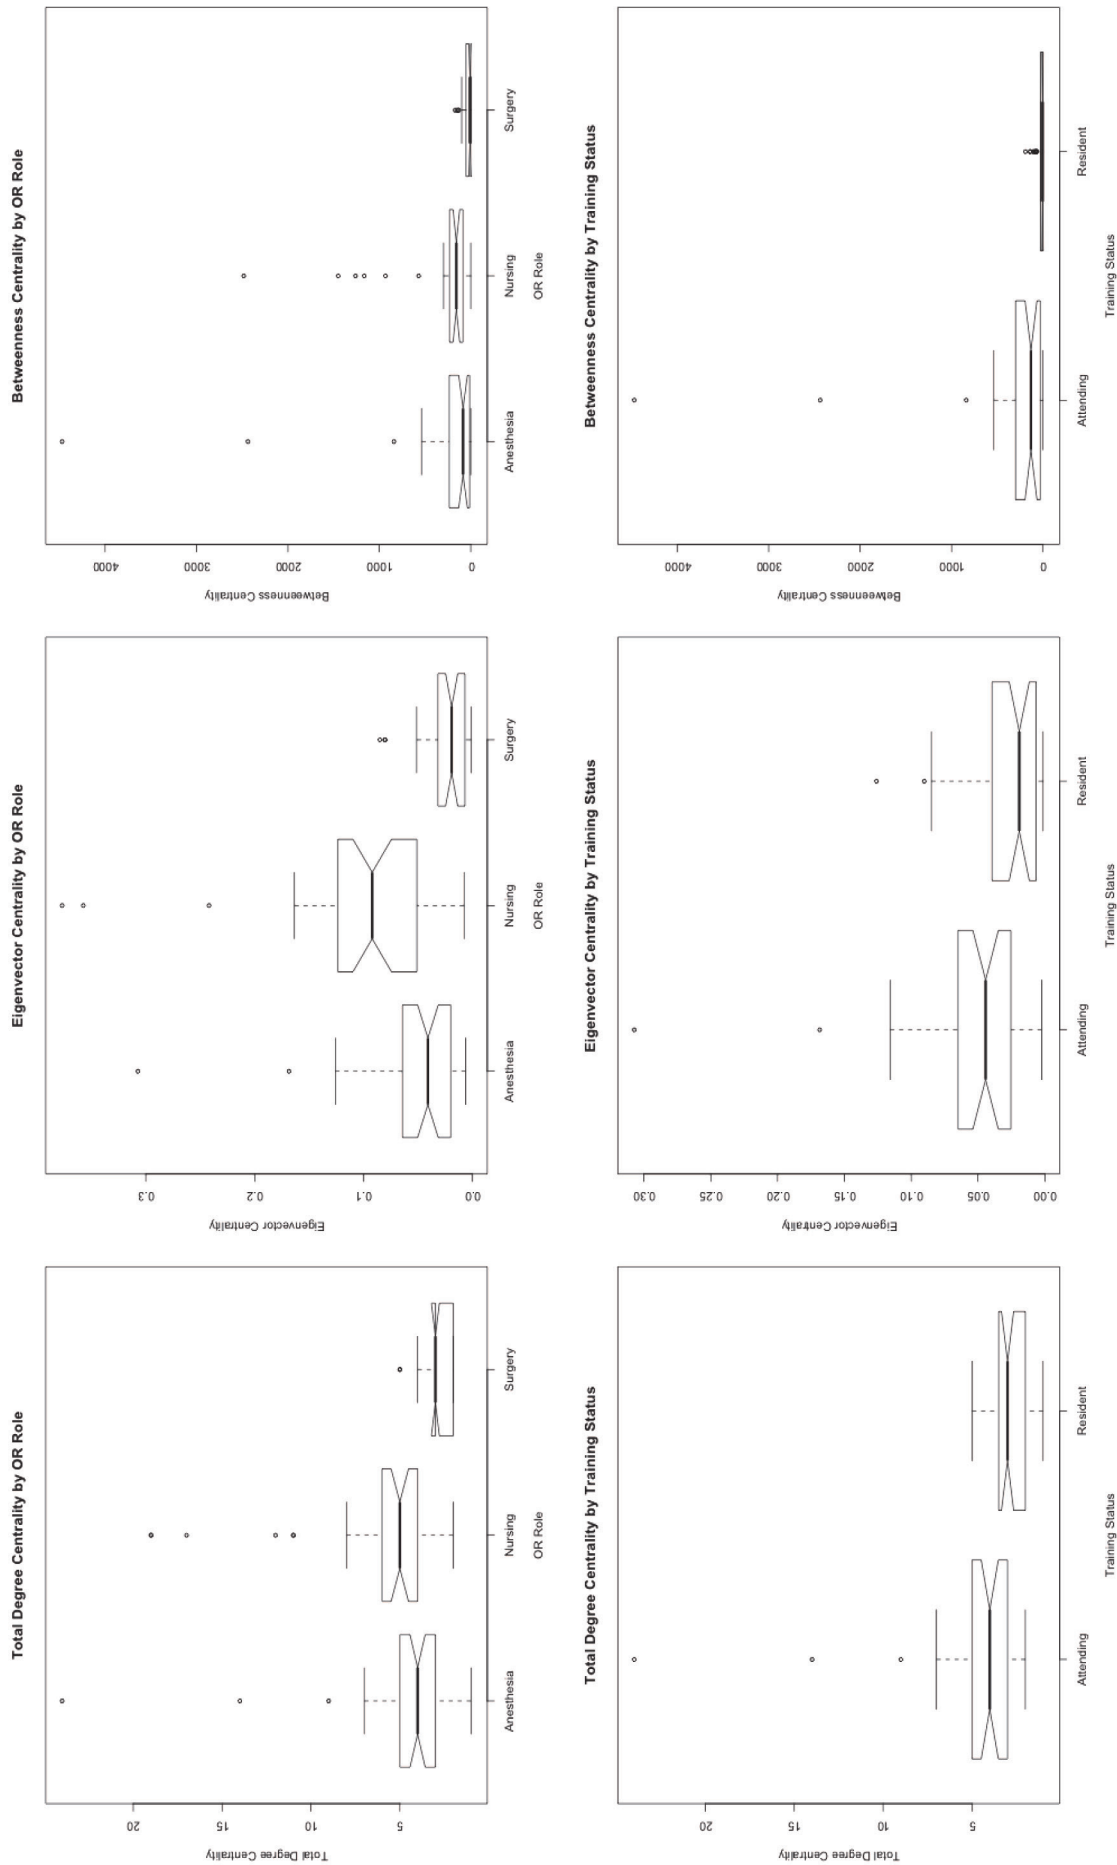 Total Degree Centrality by OR Role
Total Degree Centrality
20
15
10
5
Anesthesia
Nursing
Surgery
OR Role
Eigenvector Centrality by OR Role
Eigenvector Centrality
0.3
0.2
0.1
0.0
Anesthesia
Nursing
Surgery
OR Role
Betweenness Centrality by OR Role
Betweenness Centrality
4000
3000
2000
1000
0
Anesthesia
Nursing
Surgery
OR Role
Total Degree Centrality by Training Status
Total Degree Centrality
20
15
10
5
Attending
Resident
Training Status
Eigenvector Centrality by Training Status
Eigenvector Centrality
0.30
0.25
0.20
0.15
0.10
0.05
0.00
Attending
Resident
Training Status
Betweenness Centrality by Training Status
Betweenness Centrality
4000
3000
2000
1000
0
Attending
Resident
Training Status